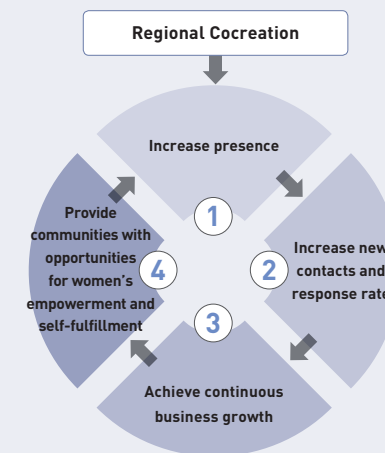 Regional Cocreation
Increase presence
1
Increase new
contacts and
response rate
2
3
Achieve continuous
business growth
Provide
communities with
opportunities
for women's
empowerment and
self-fulfillment
4